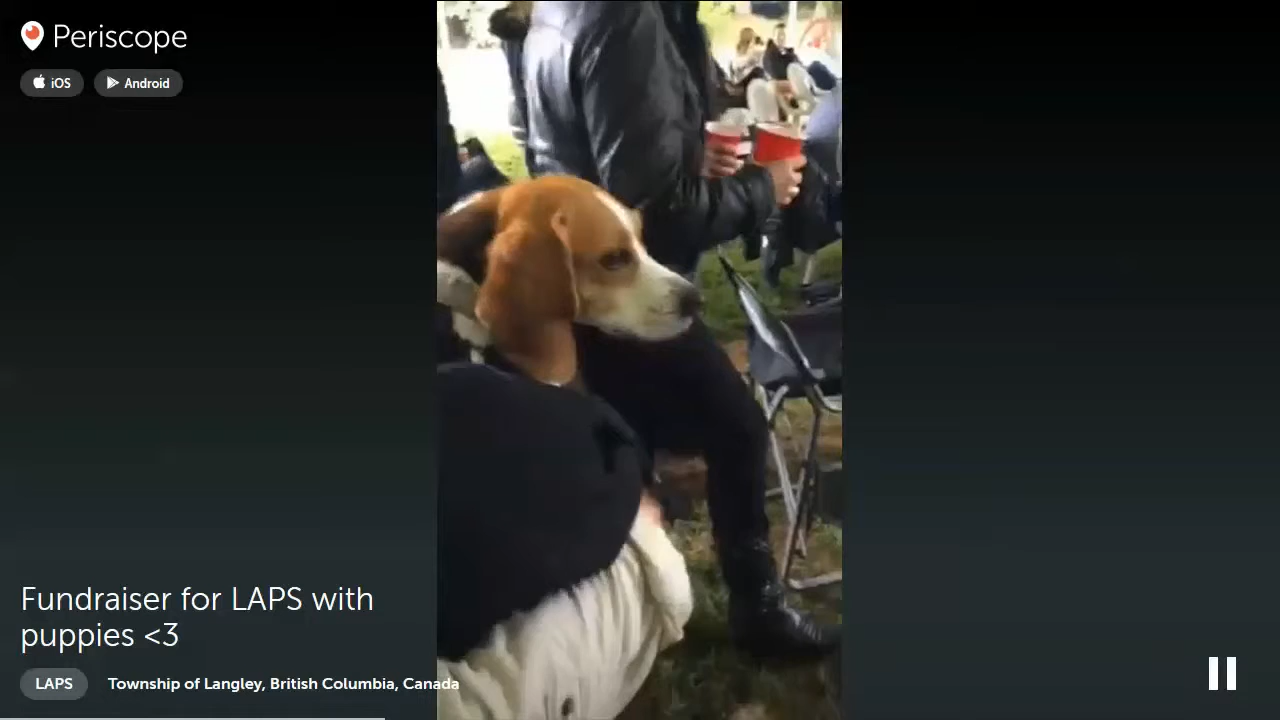 Periscope
iOS
Android
Fundraiser for LAPS with
puppies <3
LAPS
Township of Langley, British Columbia, Canada